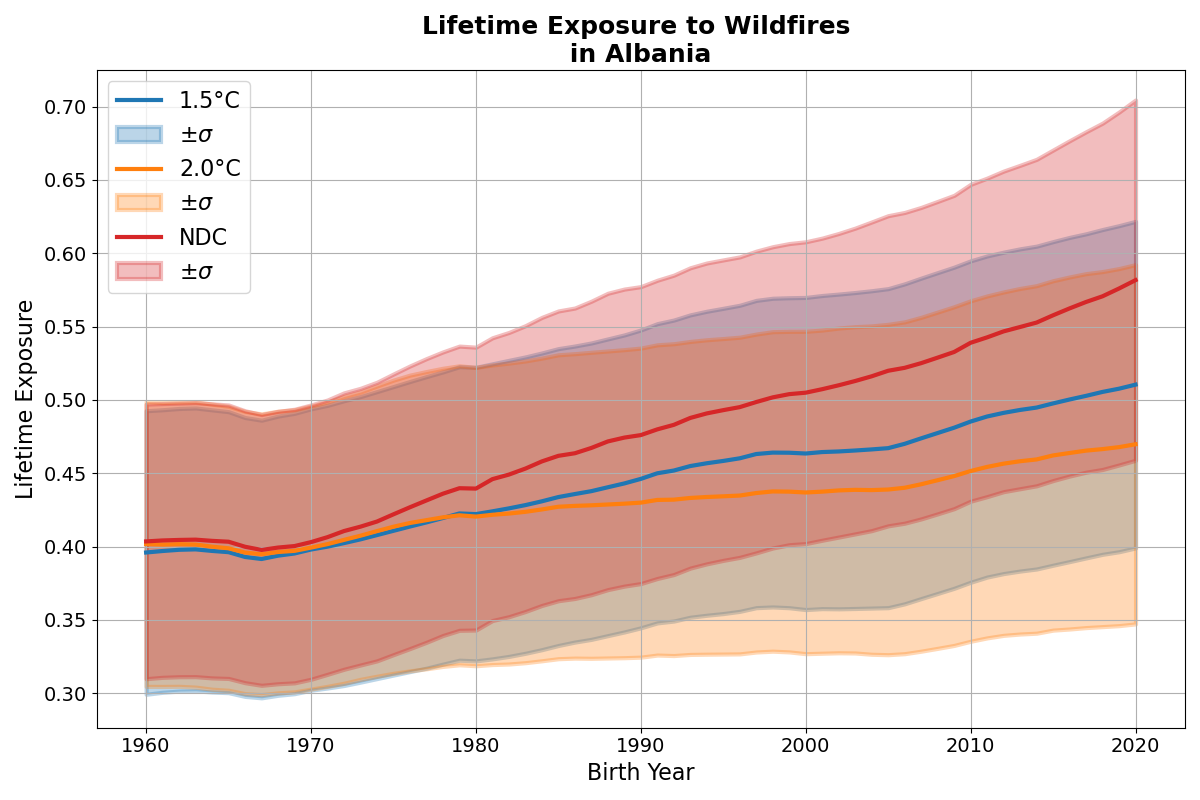 Lifetime Exposure to Wildfires
in Albania
1.5°C
±σ
2.0°C
±σ
NDC
±σ
Lifetime Exposure
0.70
0.65
0.60
0.55
0.50
0.45
0.40
0.35
0.30
1960 1970 1980 1990 2000 2010 2020
Birth Year